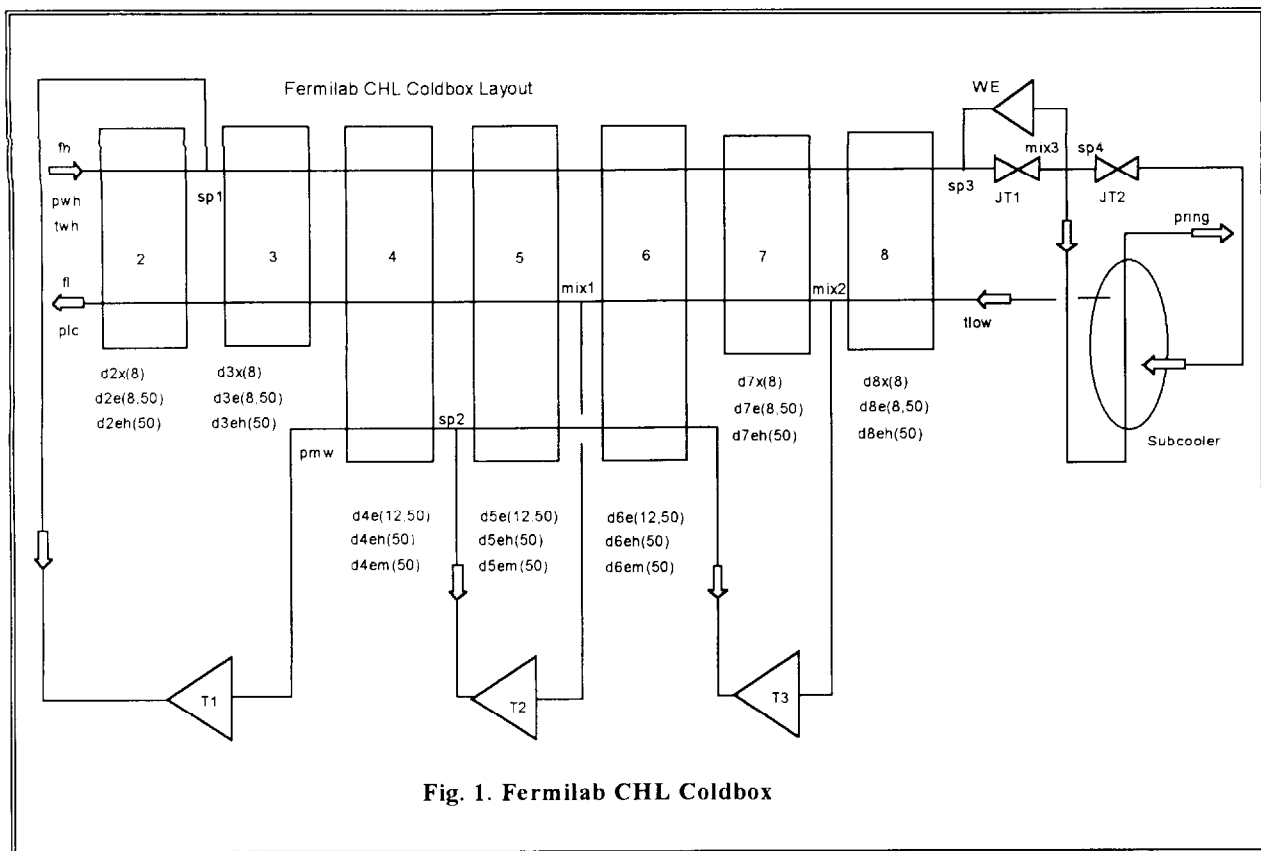 Fermilab CHL Coldbox Layout
WE
fh
sp1
mix3
sp4
pwh
twh
sp3
JT1
JT2
pring
2
3
4
5
6
7
8
fl
mix1
mix2
plc
tlow
d2x(8)
d2e(8,50)
d2eh(50)
d3x(8)
d3e(8,50)
d3eh(50)
d7x(8)
d7e(8,50)
d7eh(50)
d8x(8)
d8e(8,50)
d8eh(50)
sp2
pmw
Subcooler
d4e(12,50)
d4eh(50)
d4em(50)
d5e(12,50)
d5eh(50)
d5em(50)
d6e(12,50)
d6eh(50)
d6em(50)
T1
T2
T3
Fig. 1. Fermilab CHL Coldbox